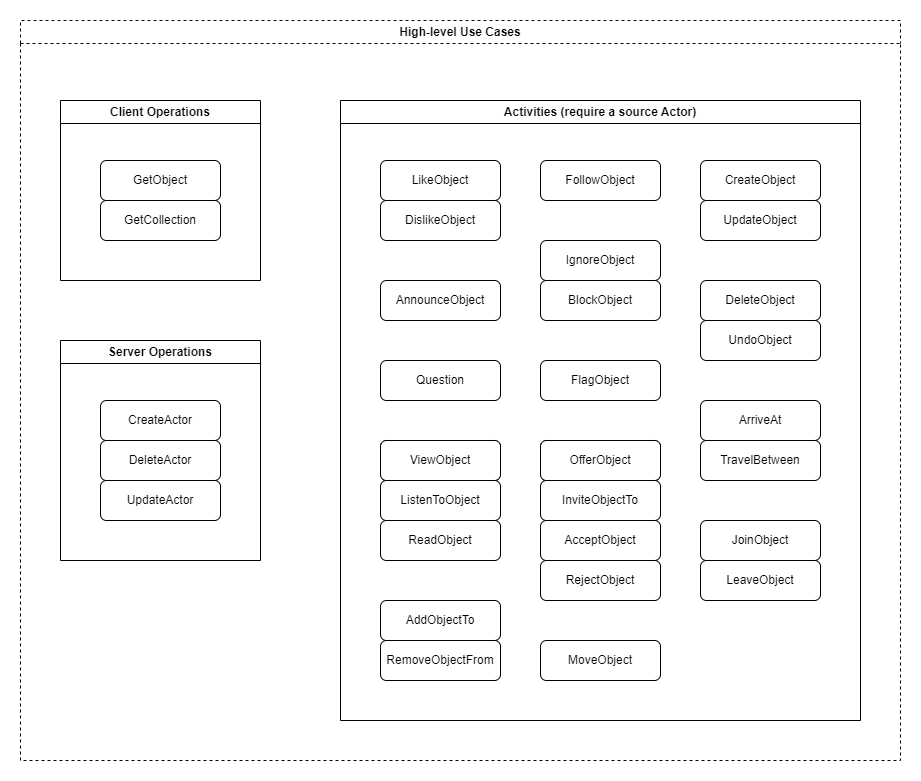 High-level Use Cases
Client Operations
GetObject
GetCollection
Server Operations
CreateActor
DeleteActor
UpdateActor
Activities (require a source Actor)
LikeObject
DislikeObject
AnnounceObject
Question
ViewObject
ListenToObject
ReadObject
AddObjectTo
RemoveObjectFrom
FollowObject
IgnoreObject
BlockObject
FlagObject
OfferObject
InviteObjectTo
AcceptObject
RejectObject
MoveObject
CreateObject
UpdateObject
DeleteObject
UndoObject
ArriveAt
TravelBetween
JoinObject
LeaveObject